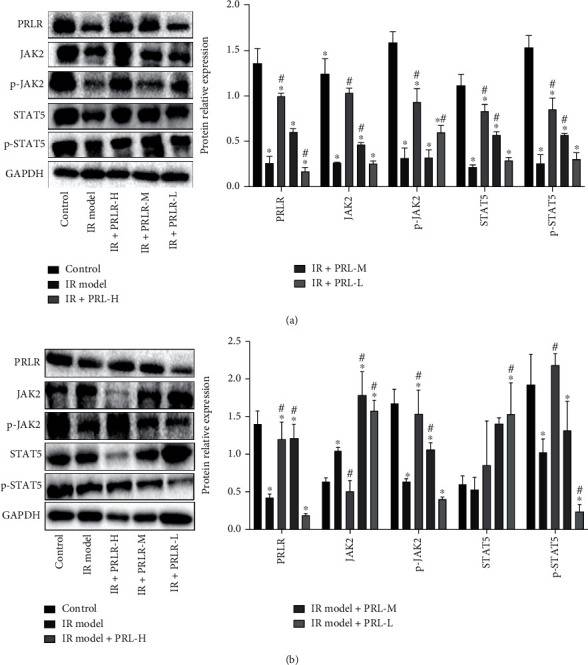 PRLR
JAK2
p-JAK2
STAT5
p-STAT5
GAPDH
Control
IR model
IR + PRLR-H
IR + PRLR-M
IR + PRLR-L
Protein relative expression
2.0
1.5
1.0
0.5
0.0
* * # * * *
* * # # * *
* # * * * #
* # * # * *
* # * # * *
PRLR
JAK2
p-JAK2
STAT5
p-STAT5
Control
IR model
IR + PRL-H
IR + PRL-M
IR + PRL-L
(a)
PRLR
JAK2
p-JAK2
STAT5
p-STAT5
GAPDH
Control
IR model
IR + PRLR-H
IR + PRLR-M
IR + PRLR-L
Protein relative expression
2.5
2.0
1.5
1.0
0.5
0.0
* # * # * *
* # # * # *
* # * # * *
# *
* # * * # *
PRLR
JAK2
p-JAK2
STAT5
p-STAT5
Control
IR model
IR model + PRL-H
IR model + PRL-M
IR model + PRL-L
(b)